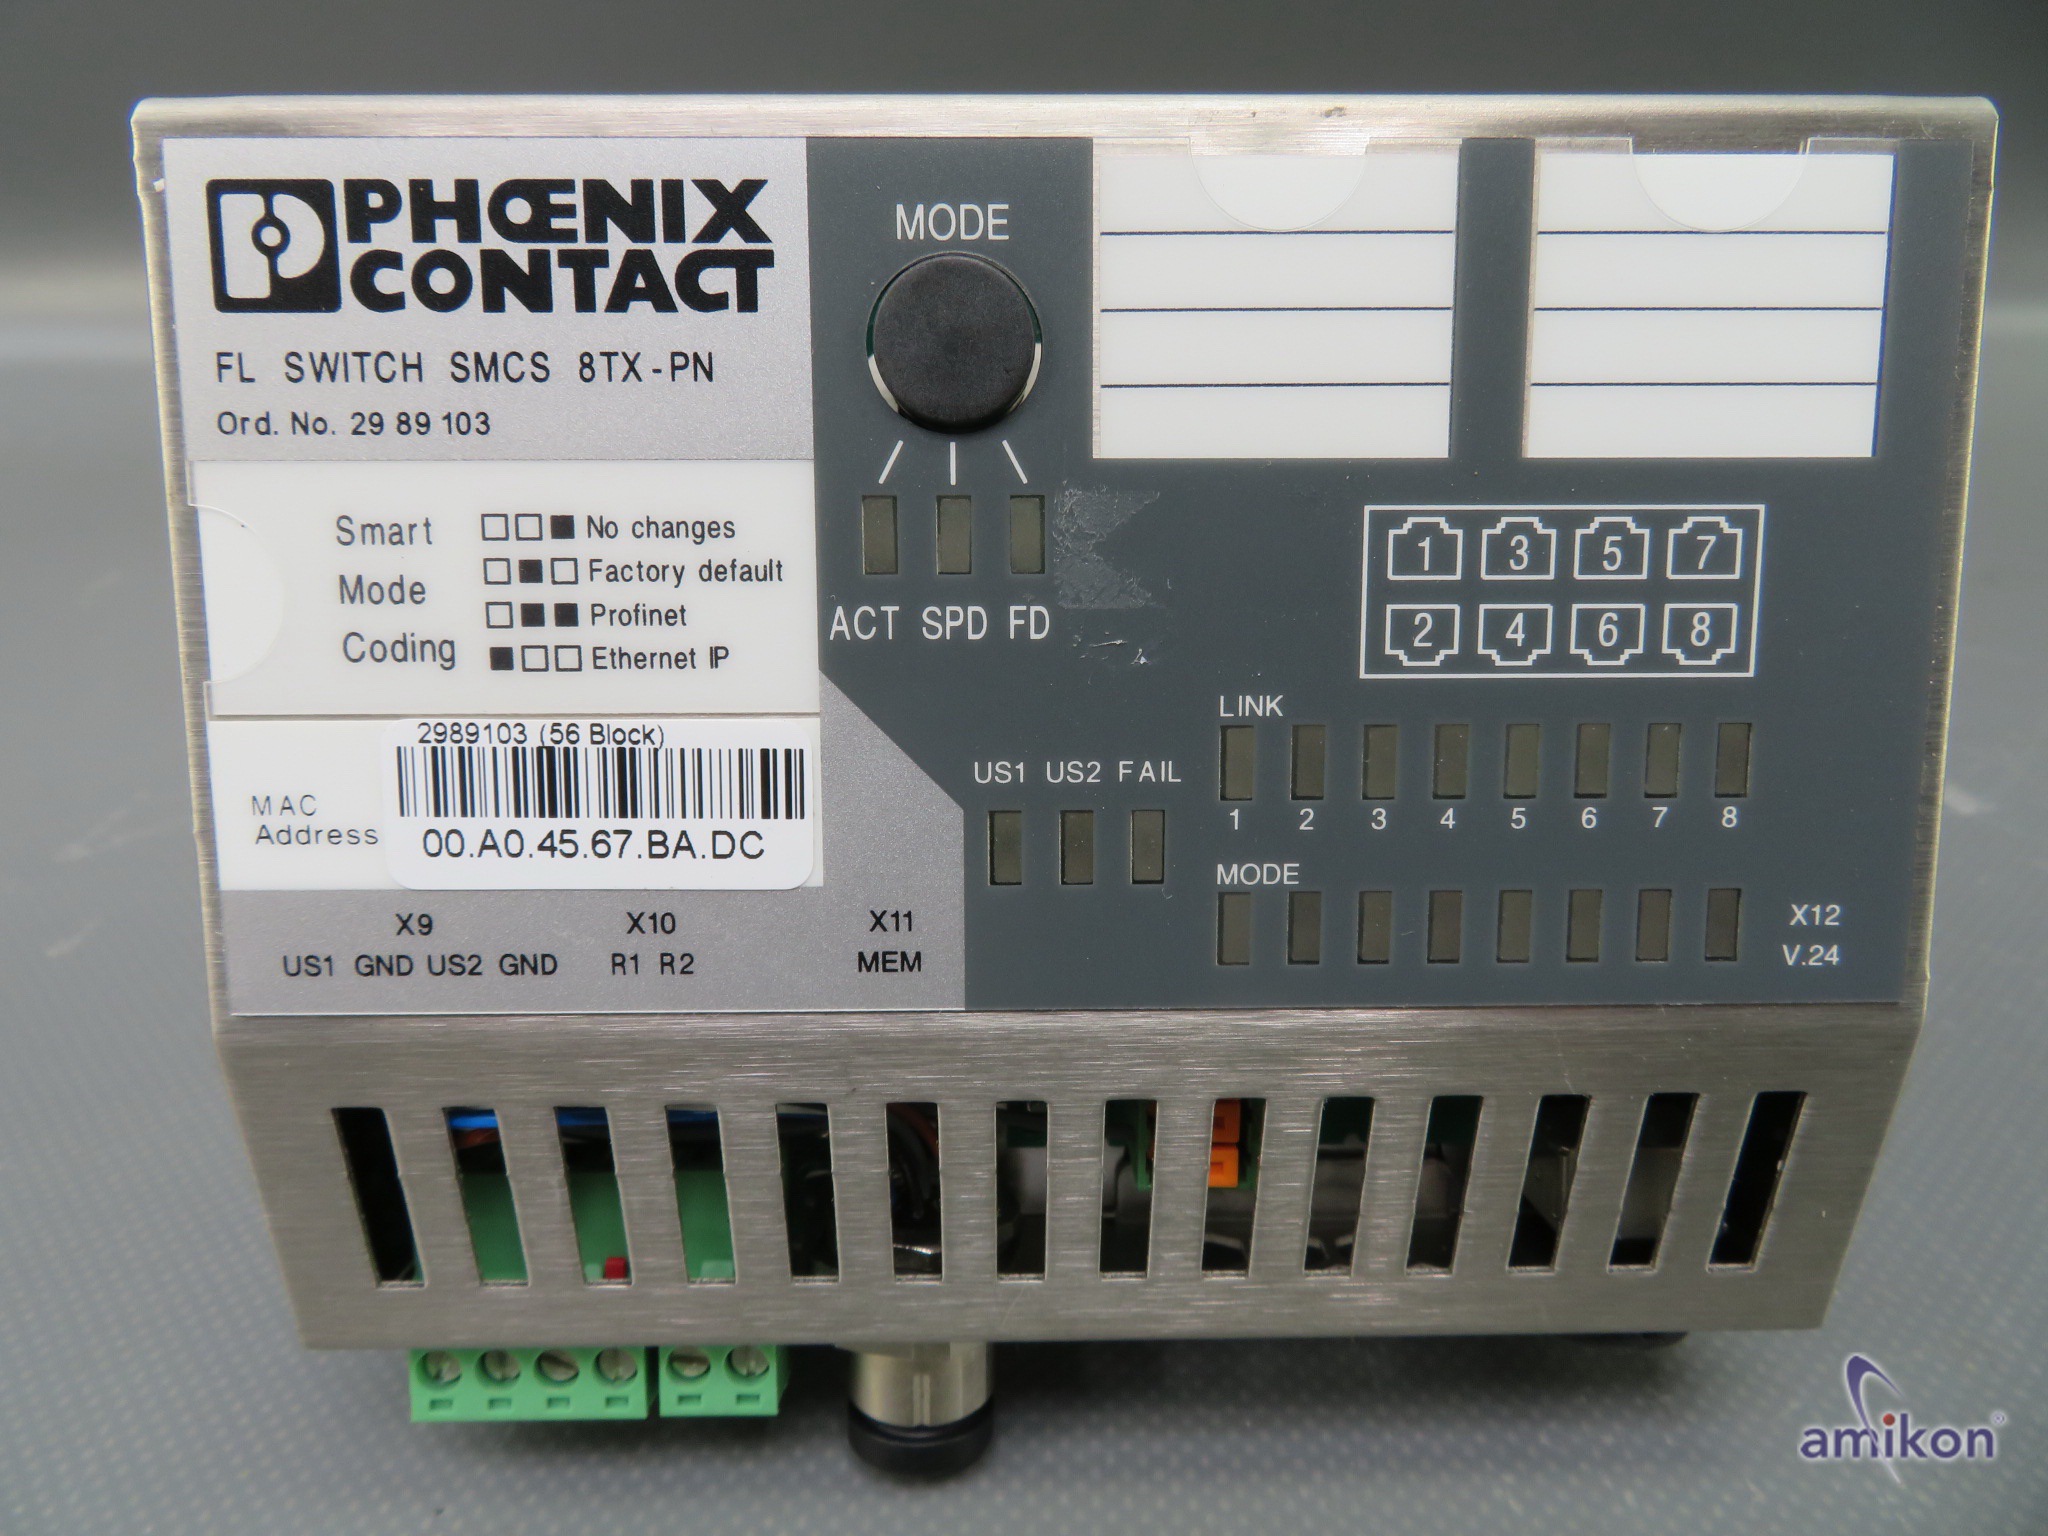 PHŒNIX
CONTACT
FL SWITCH SMCS 8TX-PN
Ord. No. 29 89 103
Smart
Mode
Coding
No changes
Factory default
Profinet
Ethernet IP
2989103 (56 Block)
MAC
Address
00.A0.45.67.BA.DC
X9
US1 GND US2 GND
X10
R1 R2
X11
MEM
MODE
ACT SPD FD
1 3 5 7
2 4 6 8
US1 US2 FAIL
LINK
1 2 3 4 5 6 7 8
MODE
X12
V.24
amikon®